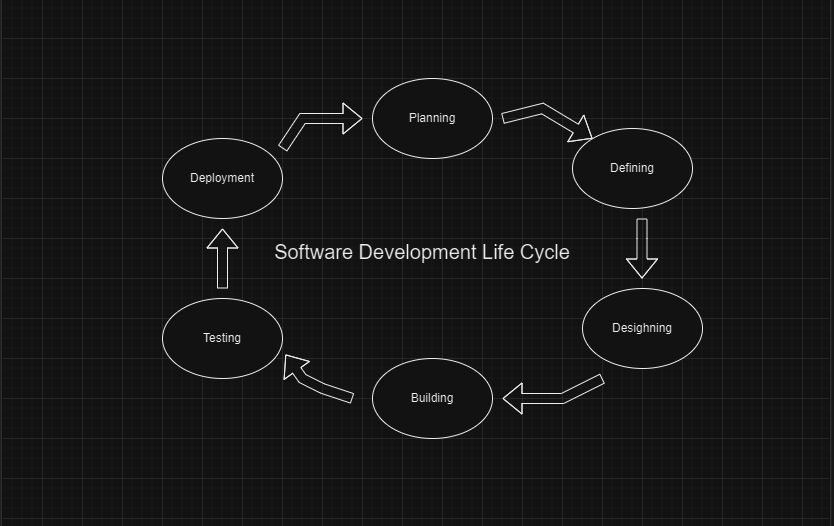 Planning
Defining
Deployment
Software Development Life Cycle
Desighning
Testing
Building